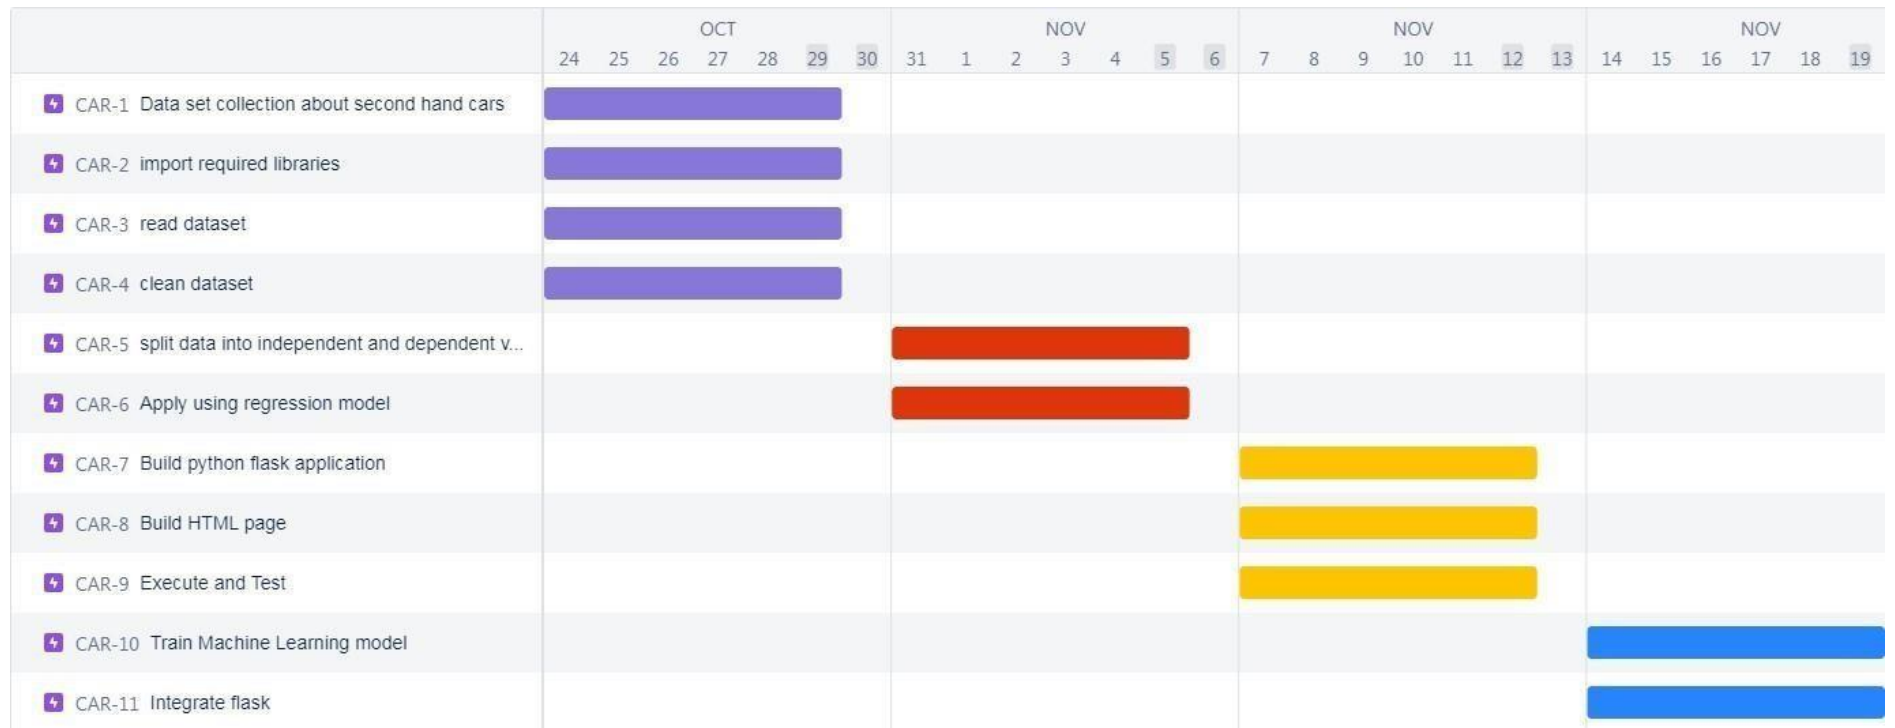 OCT NOV NOV NOV
24 25 26 27 28 29 30 31 1 2 3 4 5 6 7 8 9 10 11 12 13 14 15 16 17 18 19
CAR-1 Data set collection about second hand cars
CAR-2 import required libraries
CAR-3 read dataset
CAR-4 clean dataset
CAR-5 split data into independent and dependent v...
CAR-6 Apply using regression model
CAR-7 Build python flask application
CAR-8 Build HTML page
CAR-9 Execute and Test
CAR-10 Train Machine Learning model
CAR-11 Integrate flask